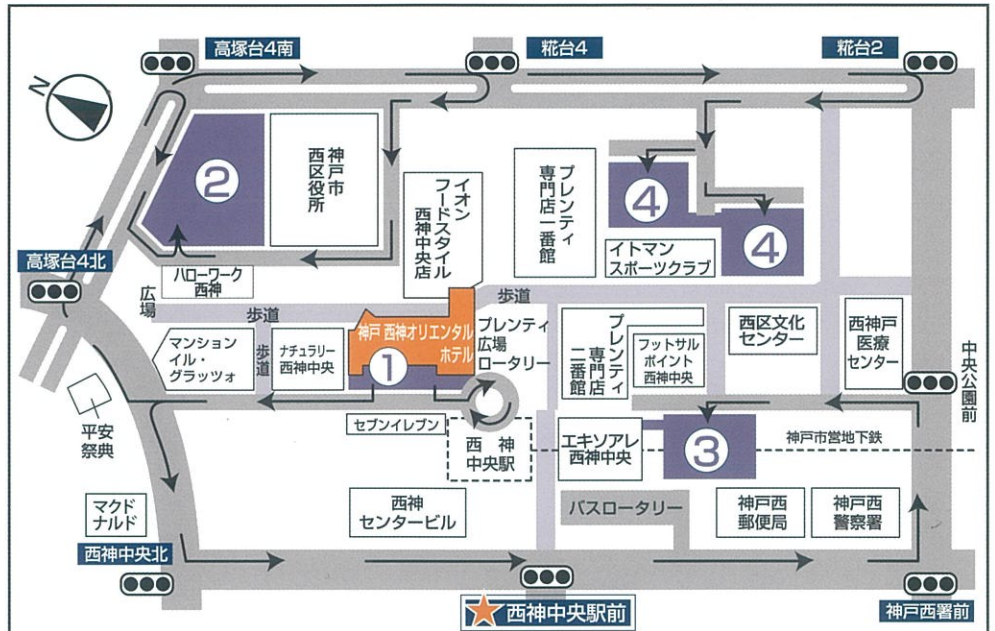 高塚台4南
糀台4
糀台2
N
②
神戸市
西区役所
イオン
フードスタイル
西神中央店
プレンティ
専門店一番館
④
④
イトマン
スポーツクラブ
高塚台4北
ハローワーク
西神
広場
歩道
歩道
歩道
マンション
イル・
グラッツォ
ナチュラリー
西神中央
神戸 西神オリエンタル
ホテル
①
プレンティ
広場
ロータリー
プレンティ
専門店
二番館
フットサル
ポイント
西神中央
西区文化
センター
西神戸
医療
センター
中央公園前
平安
祭典
セブンイレブン
西神
中央駅
エキソアレ
西神中央
③
神戸市営地下鉄
マクド
ナルド
西神
センタービル
バスロータリー
神戸西
郵便局
神戸西
警察署
西神中央北
西神中央駅前
神戸西署前